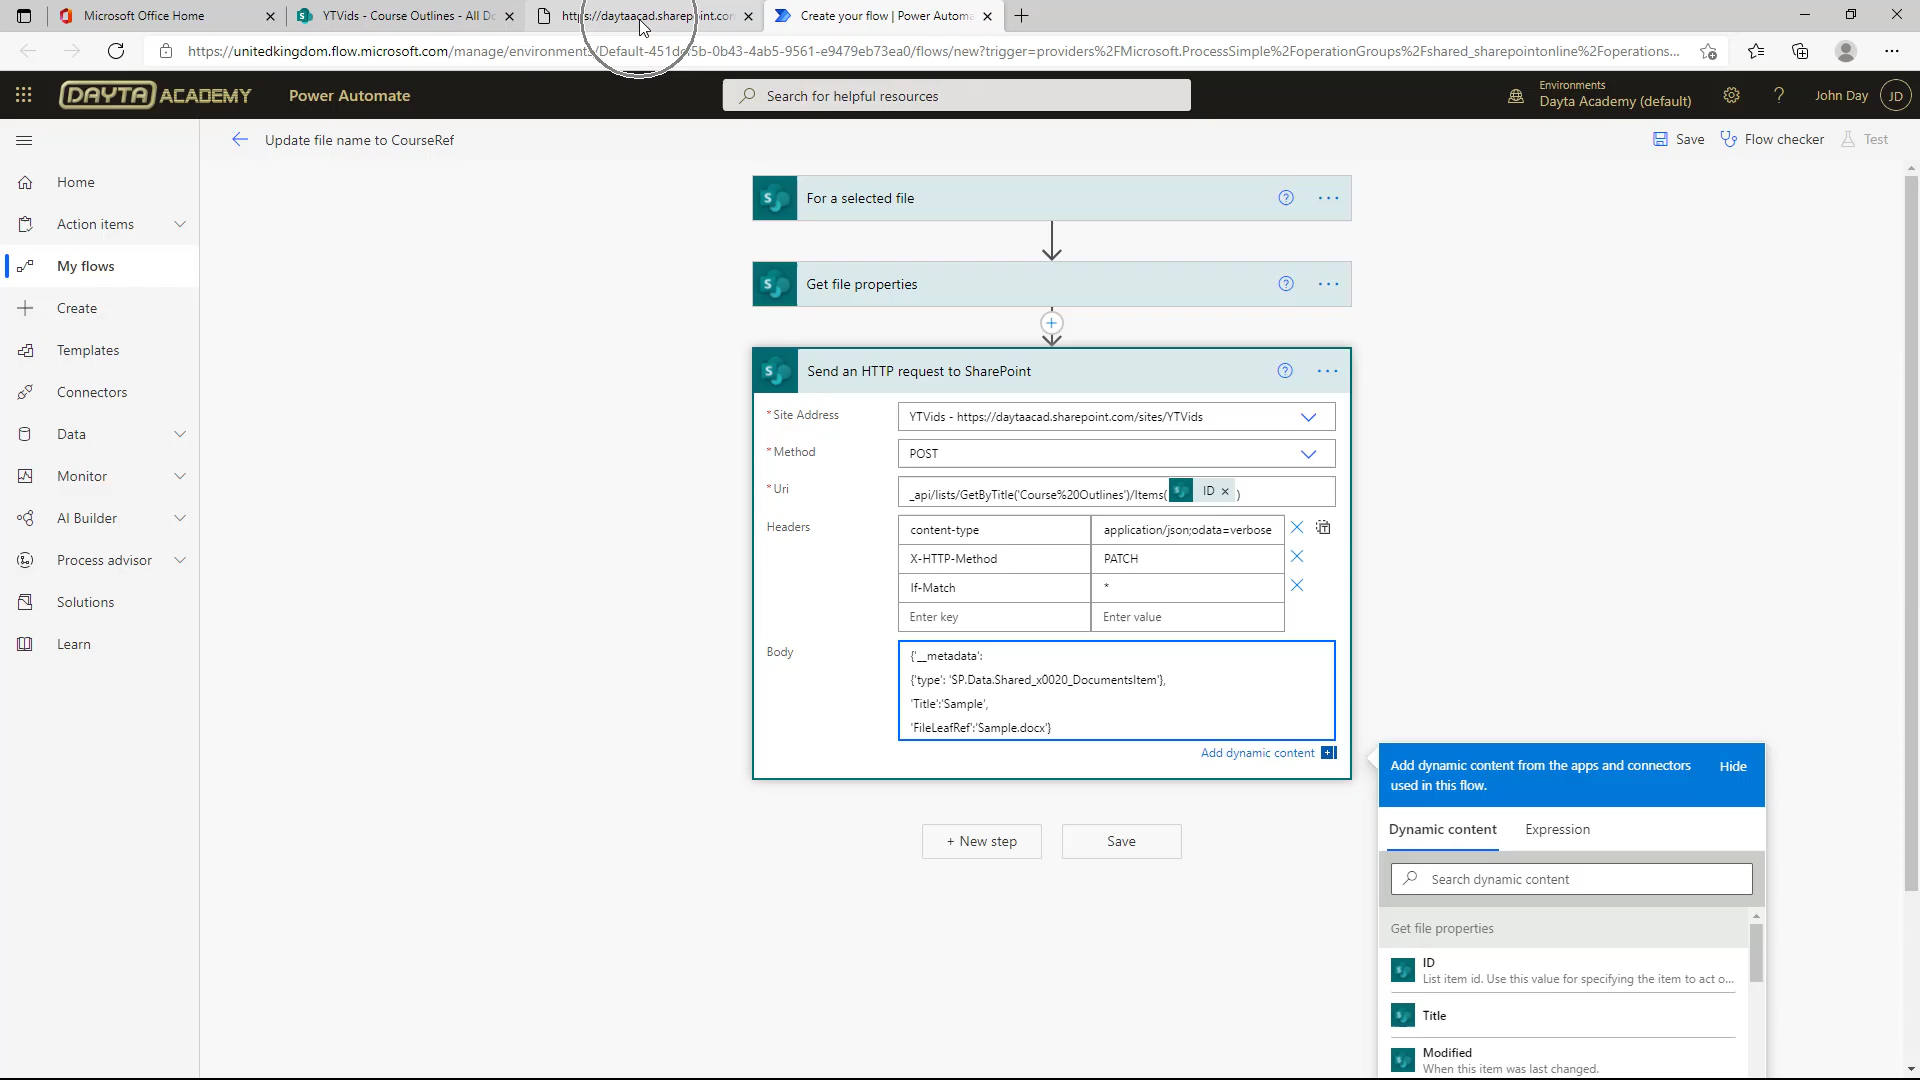 Microsoft Office Home
YTVids - Course Outlines - All Do
https://daytaacad.sharepoint.com
Create your flow | Power Automa
https://unitedkingdom.flow.microsoft.com/manage/environments/Default-451de f5b-0b43-4ab5-9561-e9479eb73ea0/flows/new?trigger=providers%2FMicrosoft.ProcessSimple%2FoperationGroups%2Fshared_sharepointonline%2Foperations...
DAYTA ACADEMY
Power Automate
Search for helpful resources
Environments
Dayta Academy (default)
?
John Day
JD
Update file name to CourseRef
Save
Flow checker
Test
Home
Action items
My flows
Create
Templates
Connectors
Data
Monitor
AI Builder
Process advisor
Solutions
Learn
For a selected file
Get file properties
Send an HTTP request to SharePoint
* Site Address
YTVids - https://daytaacad.sharepoint.com/sites/YTVids
* Method
POST
* Uri
_api/lists/GetByTitle('Course%20Outlines')/Items( ID × )
Headers
content-type
application/json;odata=verbose
X-HTTP-Method
PATCH
If-Match
*
Enter key
Enter value
Body
{'__metadata':
{'type': 'SP.Data.Shared_x0020_DocumentsItem'},
'Title':'Sample',
'FileLeafRef':'Sample.docx'}
Add dynamic content
+ New step
Save
Add dynamic content from the apps and connectors
used in this flow.
Hide
Dynamic content
Expression
Search dynamic content
Get file properties
ID
List item id. Use this value for specifying the item to act o...
Title
Modified
When this item was last changed.